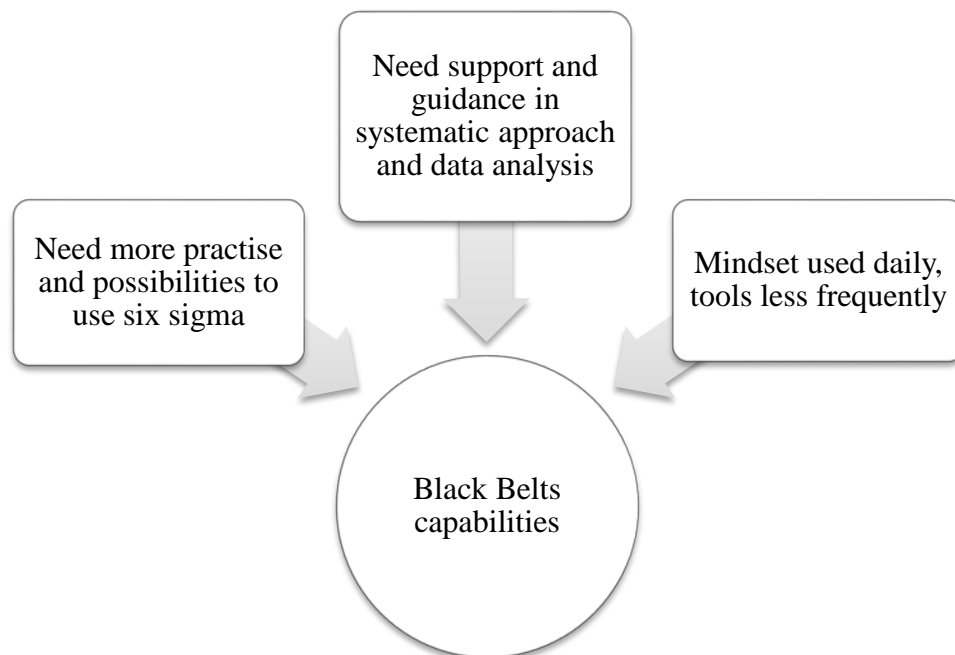 Need support and
guidance in
systematic approach
and data analysis
Need more practise
and possibilities to
use six sigma
Mindset used daily,
tools less frequently
Black Belts
capabilities